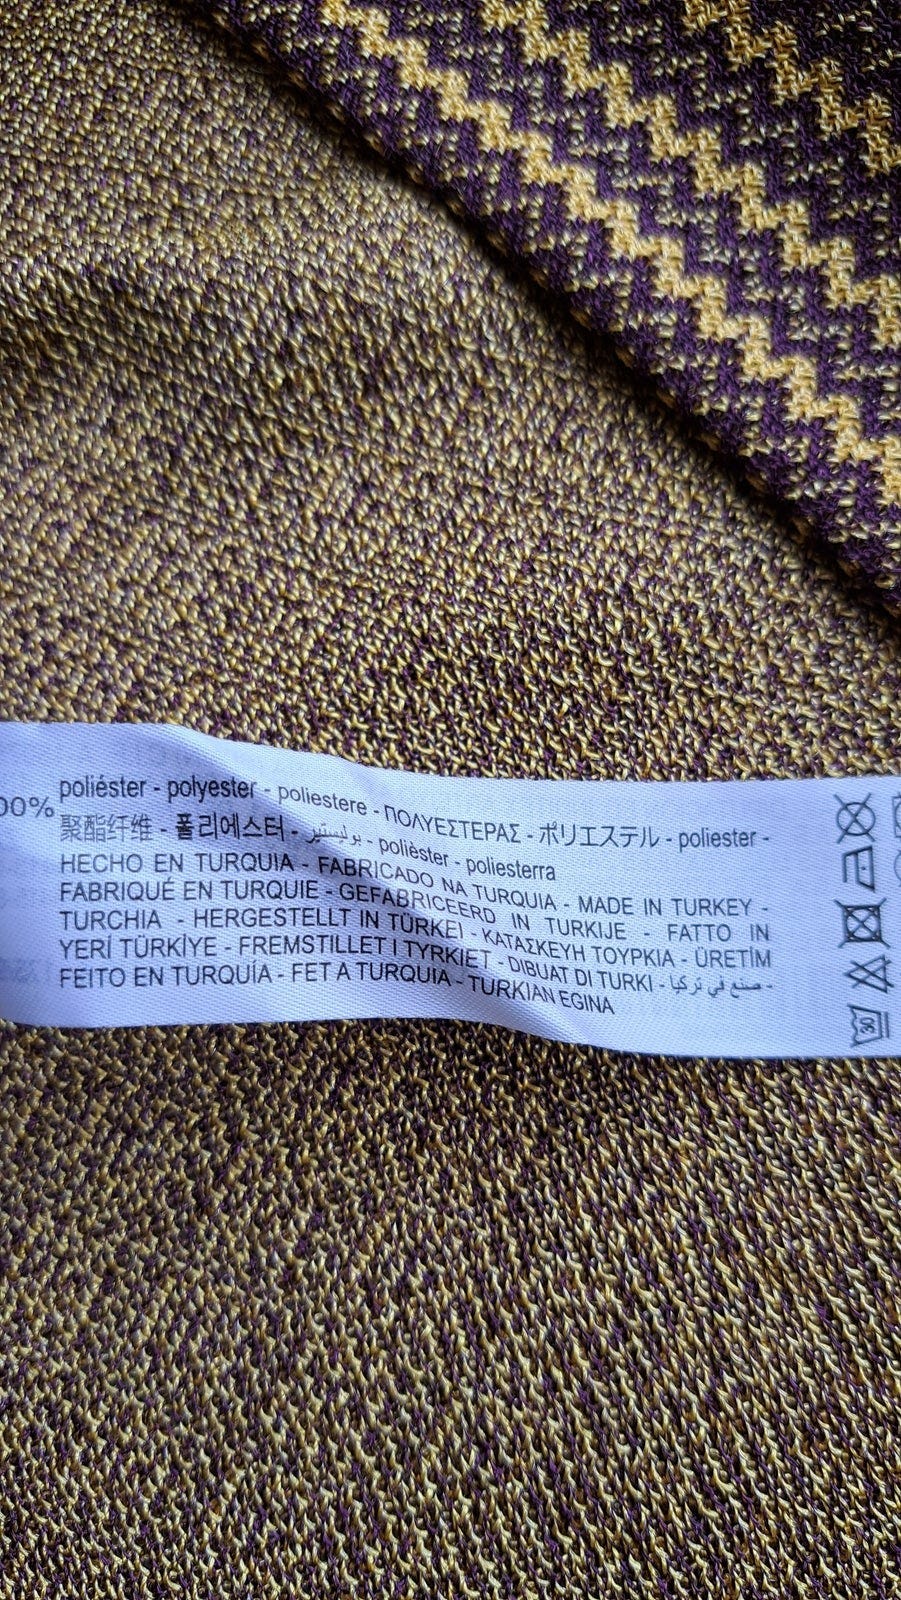 00% poliéster - polyester - poliestere - ΠΟΛΥΕΣΤΕΡΑΣ - ポリエステル - poliester -
聚酯纤维 - 폴리에스터 - بوليستير - polièster - poliesterra
HECHO EN TURQUIA - FABRICADO NA TURQUIA - MADE IN TURKEY -
FABRIQUÉ EN TURQUIE - GEFABRICEERD IN TURKIJE - FATTO IN
TURCHIA - HERGESTELLT IN TÜRKEI - ΚΑΤΑΣΚΕΥΗ ΤΟΥΡΚΙΑ - ÜRETİM
YERİ TÜRKİYE - FREMSTILLET I TYRKIET - DIBUAT DI TURKI - صنع في تركيا -
FEITO EN TURQUÍA - FET A TURQUIA - TURKIAN EGINA
30